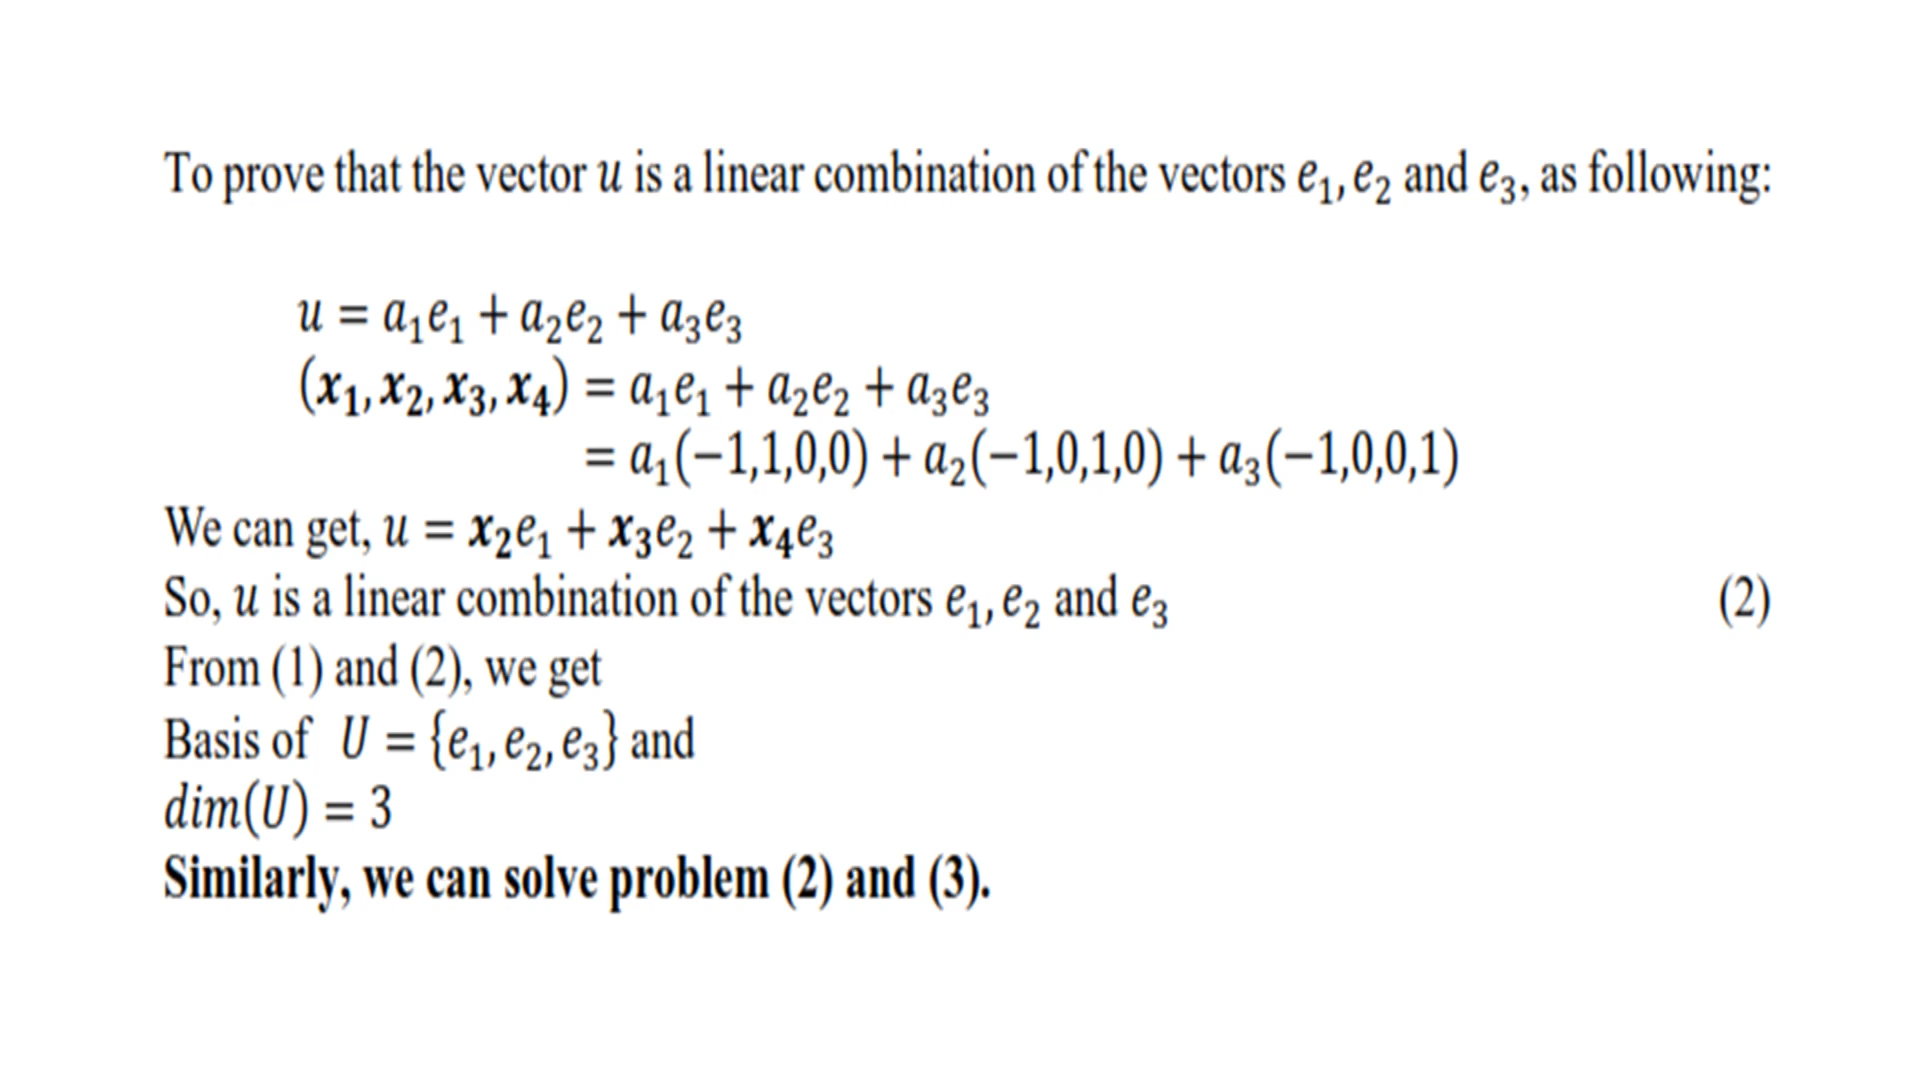 To prove that the vector u is a linear combination of the vectors e₁, e₂ and e₃, as following:
u = a₁e₁ + a₂e₂ + a₃e₃
(x₁, x₂, x₃, x₄) = a₁e₁ + a₂e₂ + a₃e₃
= a₁(−1,1,0,0) + a₂(−1,0,1,0) + a₃(−1,0,0,1)
We can get, u = x₂e₁ + x₃e₂ + x₄e₃
So, u is a linear combination of the vectors e₁, e₂ and e₃ (2)
From (1) and (2), we get
Basis of U = {e₁, e₂, e₃} and
dim(U) = 3
Similarly, we can solve problem (2) and (3).